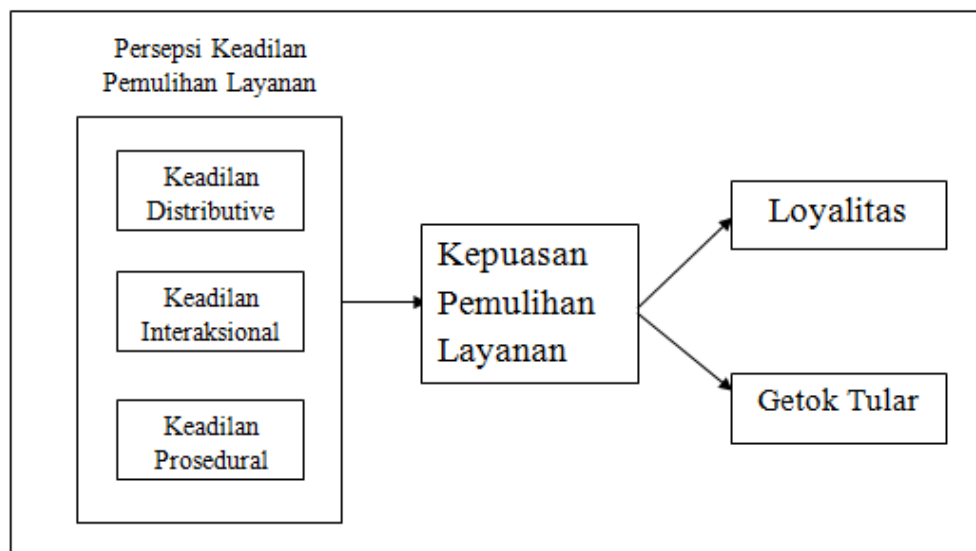 Persepsi Keadilan
Pemulihan Layanan
Keadilan
Distributive
Keadilan
Interaksional
Keadilan
Prosedural
Kepuasan
Pemulihan
Layanan
Loyalitas
Getok Tular